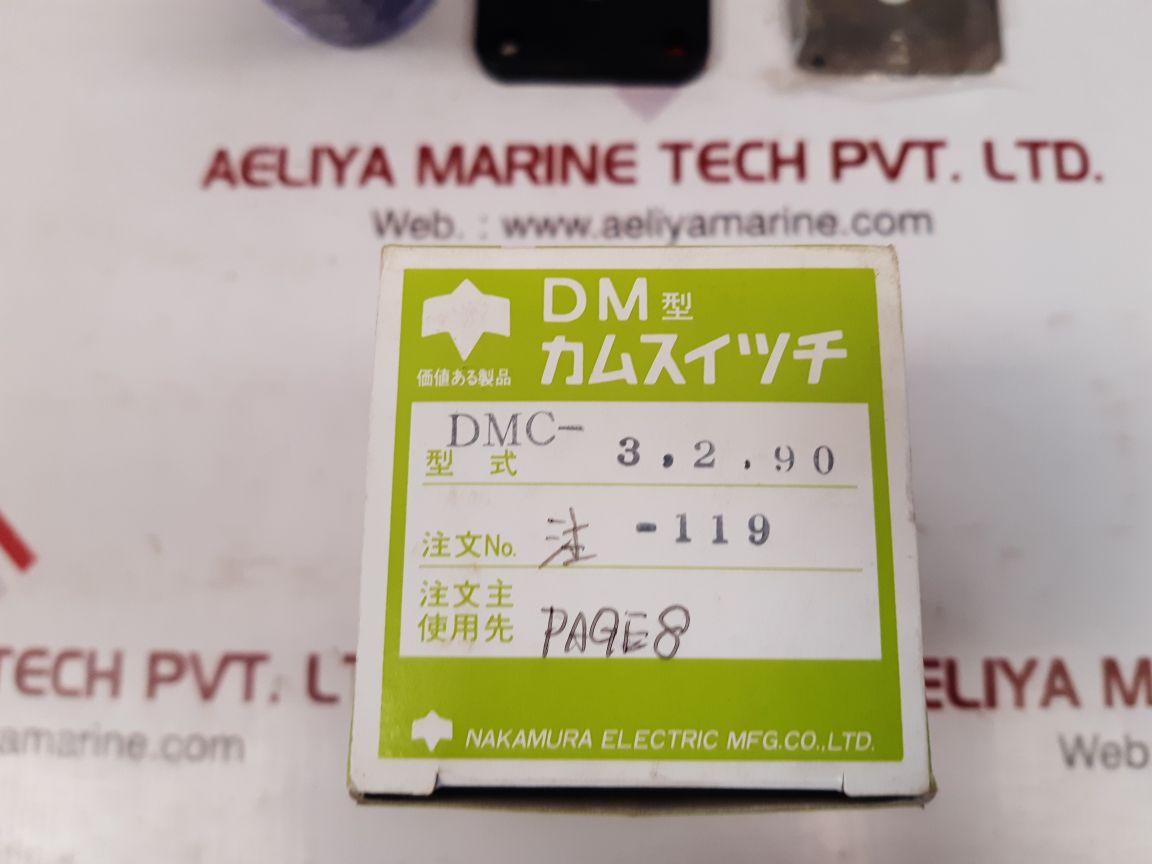 AELIYA MARINE TECH PVT. LTD.
Web. : www.aeliyamarine.com
DM型
カムスイツチ
価値ある製品
DMC-
型式 3,2.90
注文No. 注 -119
注文主
使用先 PAGE8
NAKAMURA ELECTRIC MFG.CO.,LTD.
TECH PVT. L
amarine.com
ELIYA M
Web